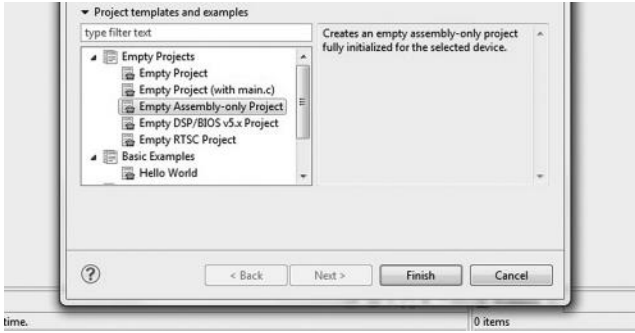 Project templates and examples
type filter text
Creates an empty assembly-only project
fully initialized for the selected device.
Empty Projects
Empty Project
Empty Project (with main.c)
Empty Assembly-only Project
Empty DSP/BIOS v5.x Project
Empty RTSC Project
Basic Examples
Hello World
?
< Back
Next >
Finish
Cancel
time.
0 items